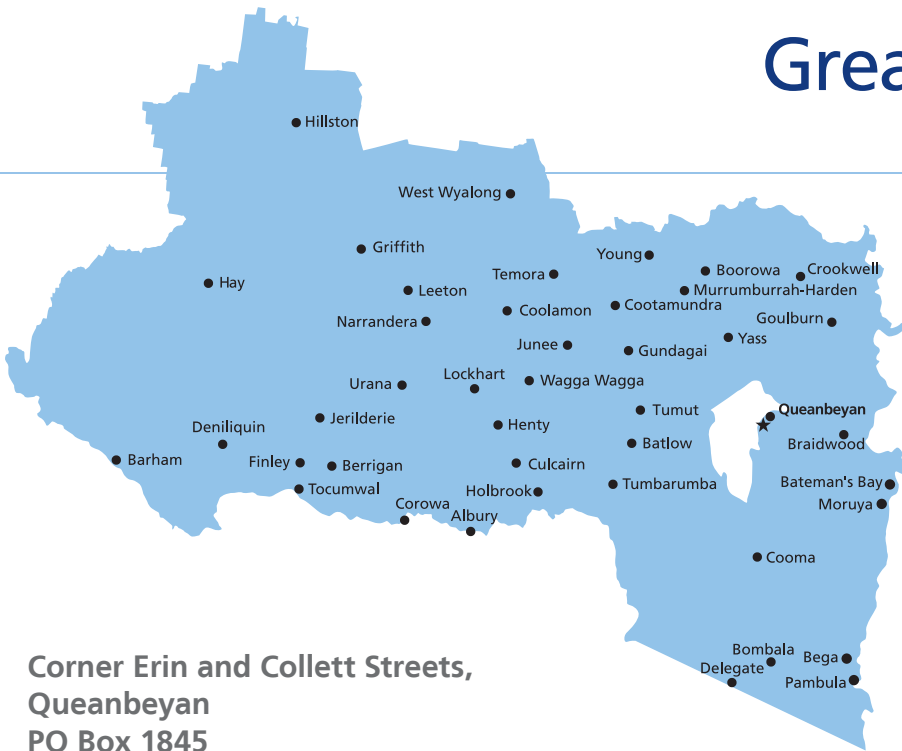 Grea
Hillston
West Wyalong
Griffith
Young
Boorowa
Crookwell
Temora
Hay
Leeton
Murrumburrah-Harden
Coolamon
Cootamundra
Narrandera
Goulburn
Yass
Junee
Gundagai
Lockhart
Urana
Wagga Wagga
Jerilderie
Tumut
Queanbeyan
Deniliquin
Henty
Batlow
Braidwood
Barham
Finley
Berrigan
Culcairn
Tocumwal
Holbrook
Tumbarumba
Bateman's Bay
Corowa
Moruya
Albury
Cooma
Bombala
Bega
Delegate
Pambula
Corner Erin and Collett Streets,
Queanbeyan
PO Box 1845